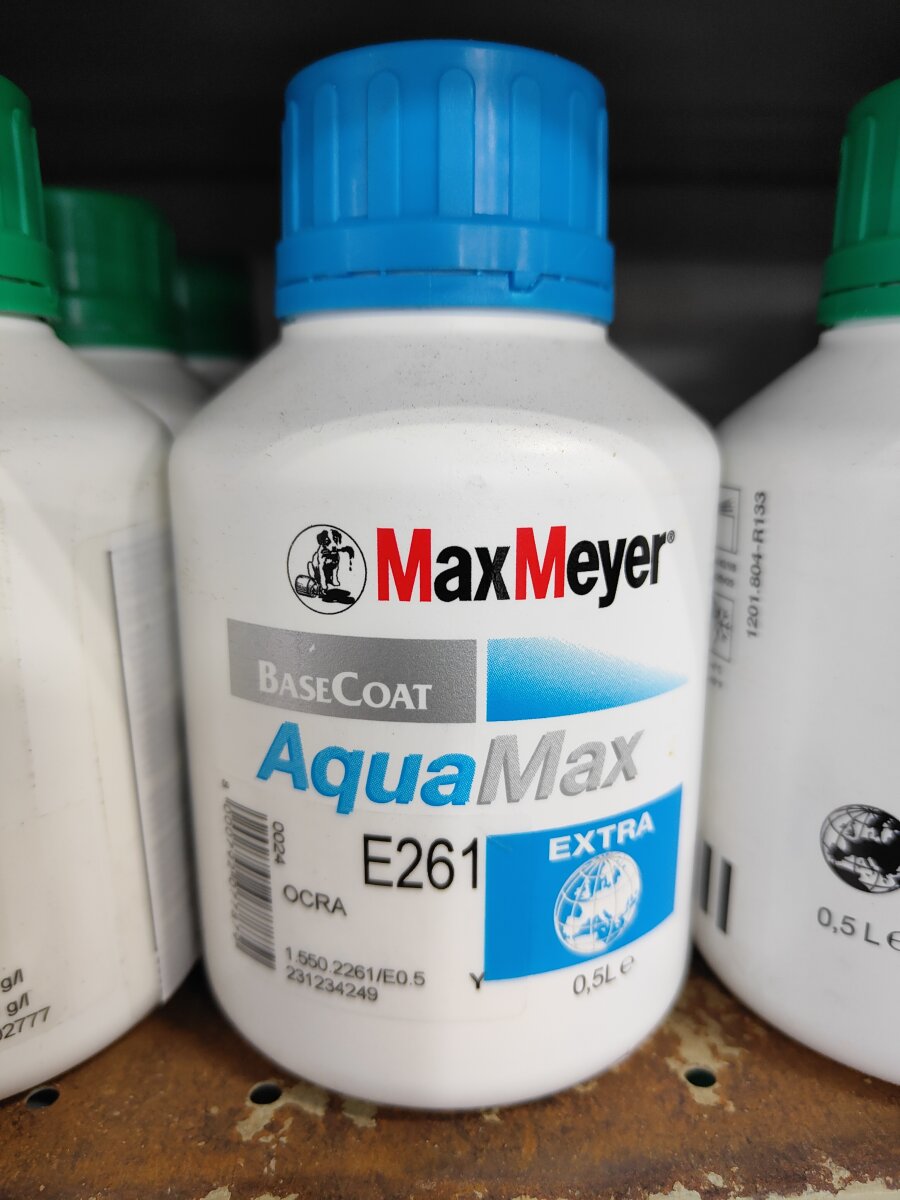 MaxMeyer®
BASECOAT
AquaMax
E261
EXTRA
0024
OCRA
1.550.2261/E0.5
231234249
Y
0,5L ℮
1201.804-R133
0,5 L ℮
g/l
g/l
02777